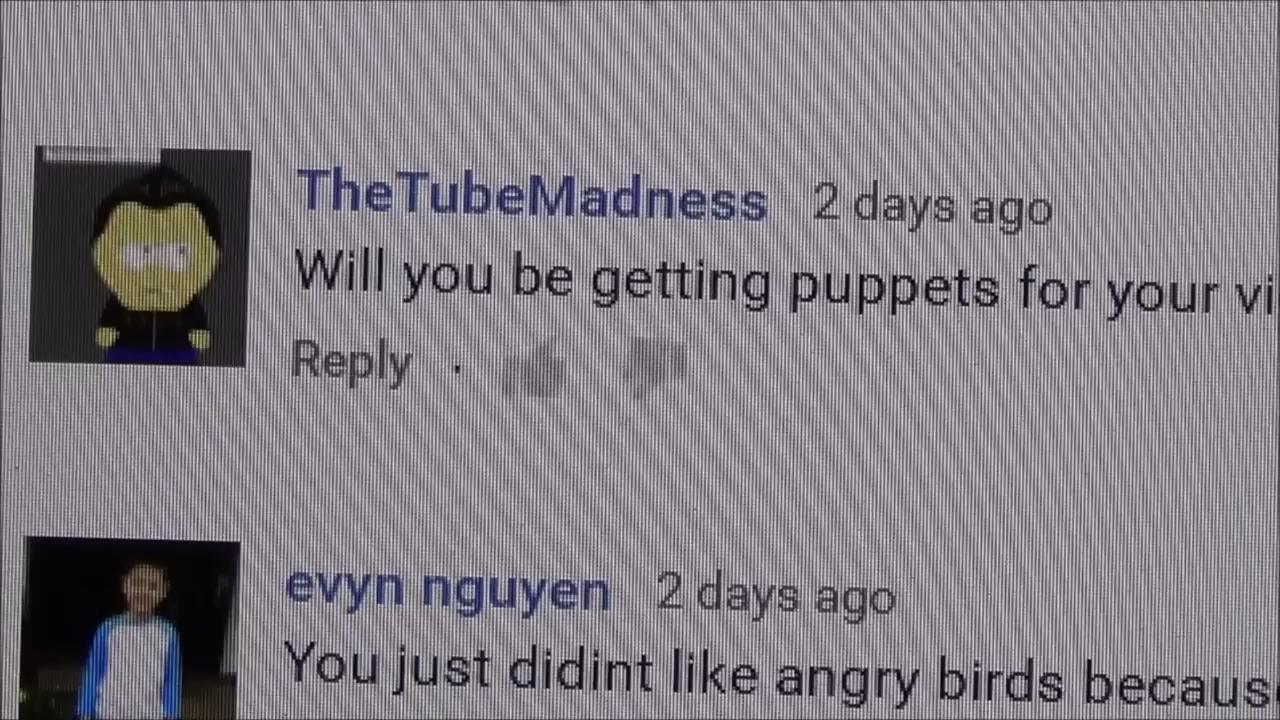 TheTubeMadness 2 days ago
Will you be getting puppets for your vi
Reply ·
evyn nguyen 2 days ago
You just didint like angry birds becaus